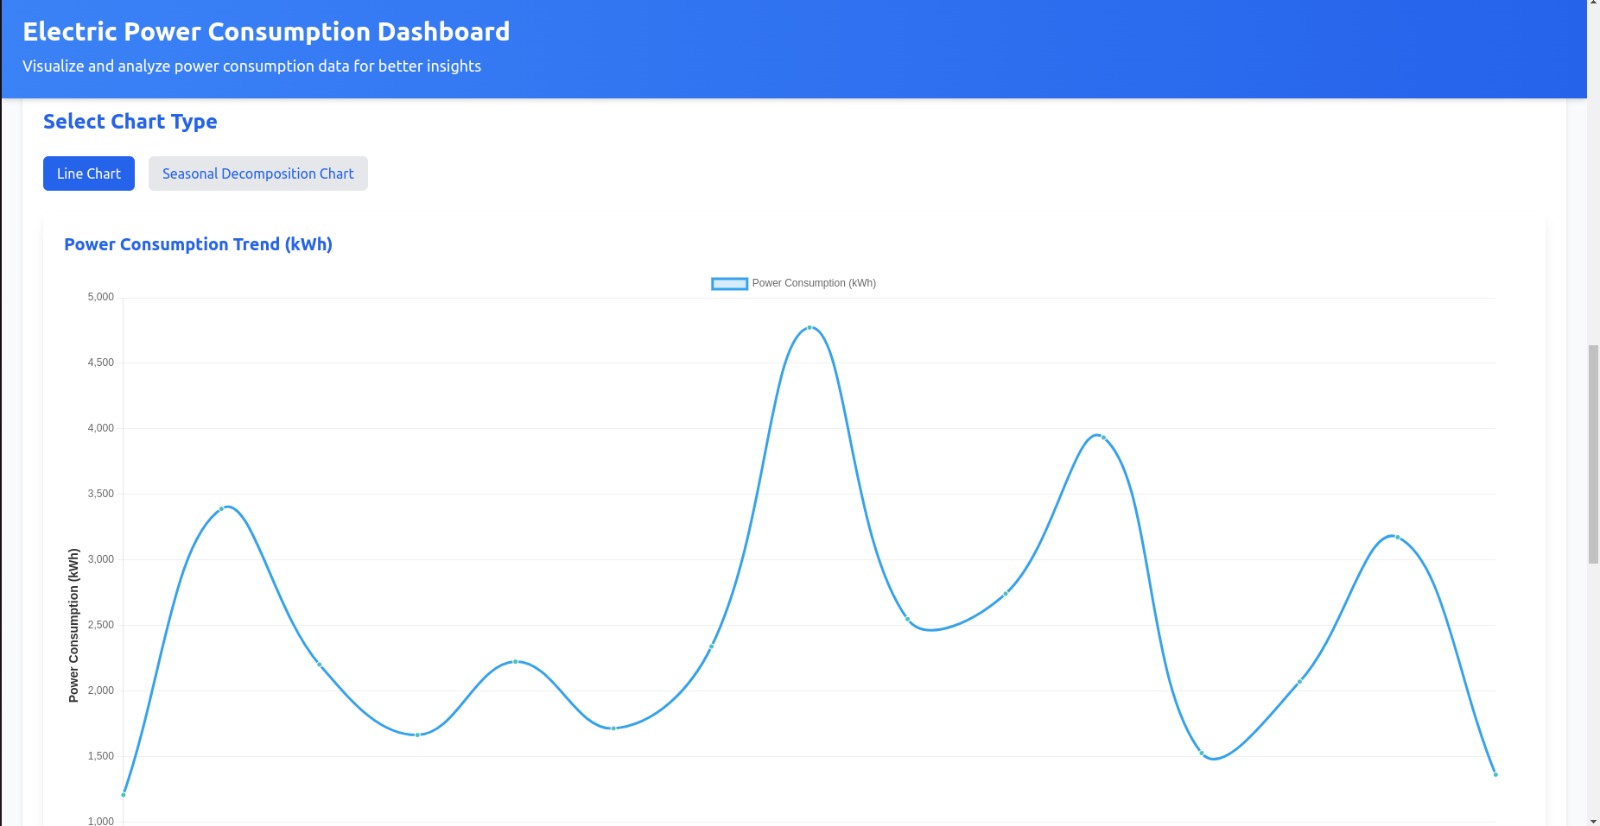 Electric Power Consumption Dashboard
Visualize and analyze power consumption data for better insights
Select Chart Type
Line Chart
Seasonal Decomposition Chart
Power Consumption Trend (kWh)
Power Consumption (kWh)
5,000
4,500
4,000
3,500
3,000
2,500
2,000
1,500
1,000
Power Consumption (kWh)